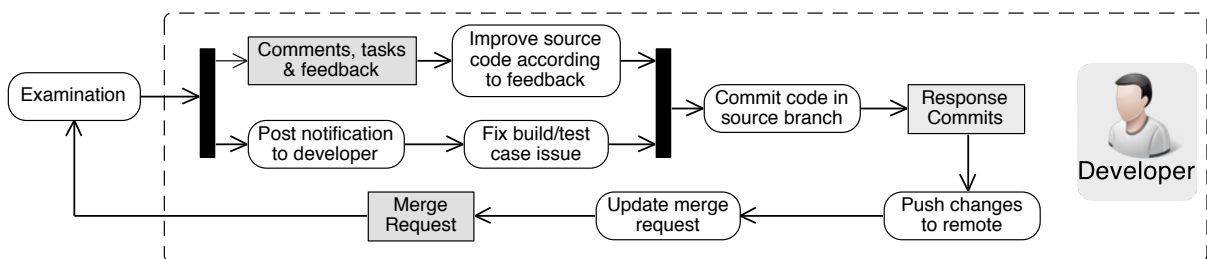 Examination
Comments, tasks
& feedback
Improve source
code according
to feedback
Post notification
to developer
Fix build/test
case issue
Commit code in
source branch
Response
Commits
Developer
Push changes
to remote
Update merge
request
Merge
Request